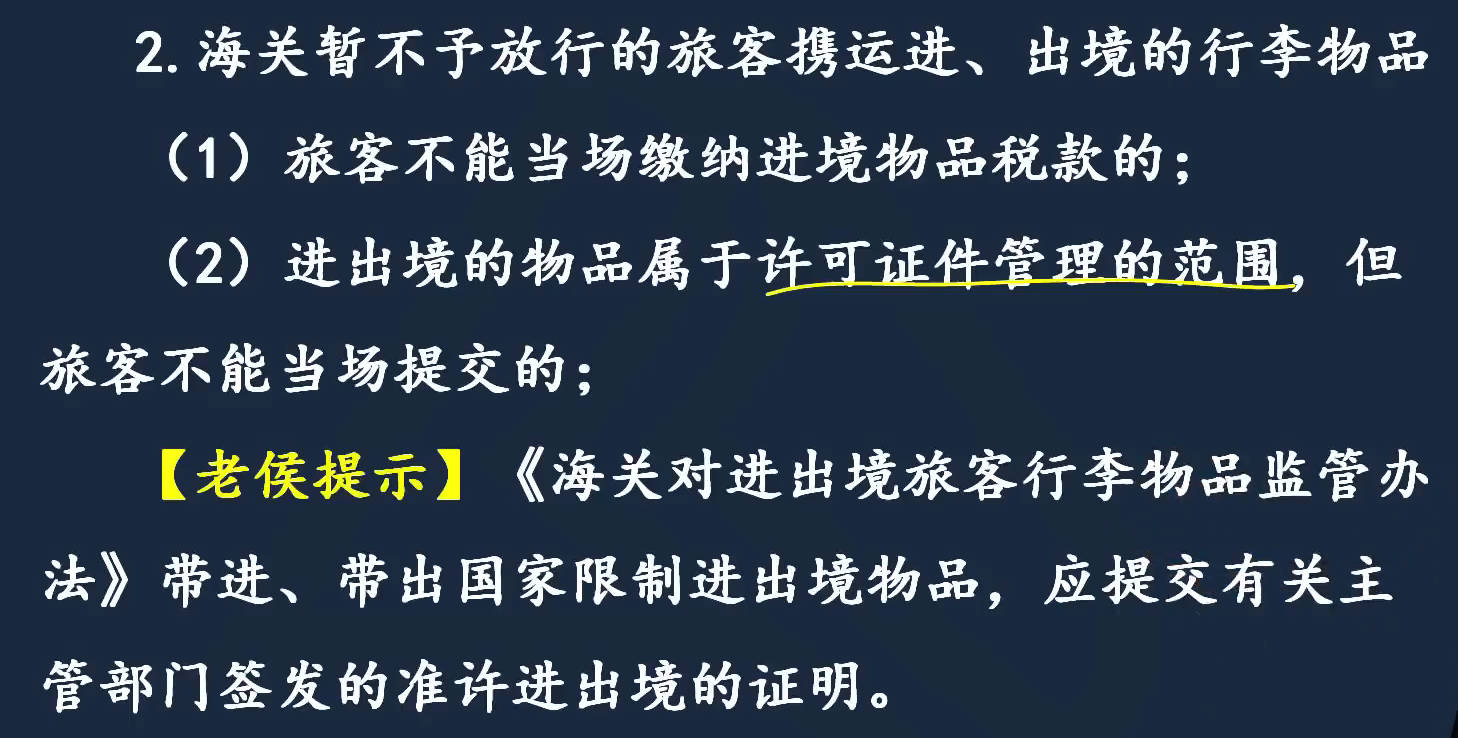 2.海关暂不予放行的旅客携运进、出境的行李物品
（1）旅客不能当场缴纳进境物品税款的；
（2）进出境的物品属于许可证件管理的范围，但
旅客不能当场提交的；
【老侯提示】《海关对进出境旅客行李物品监管办
法》带进、带出国家限制进出境物品，应提交有关主
管部门签发的准许进出境的证明。